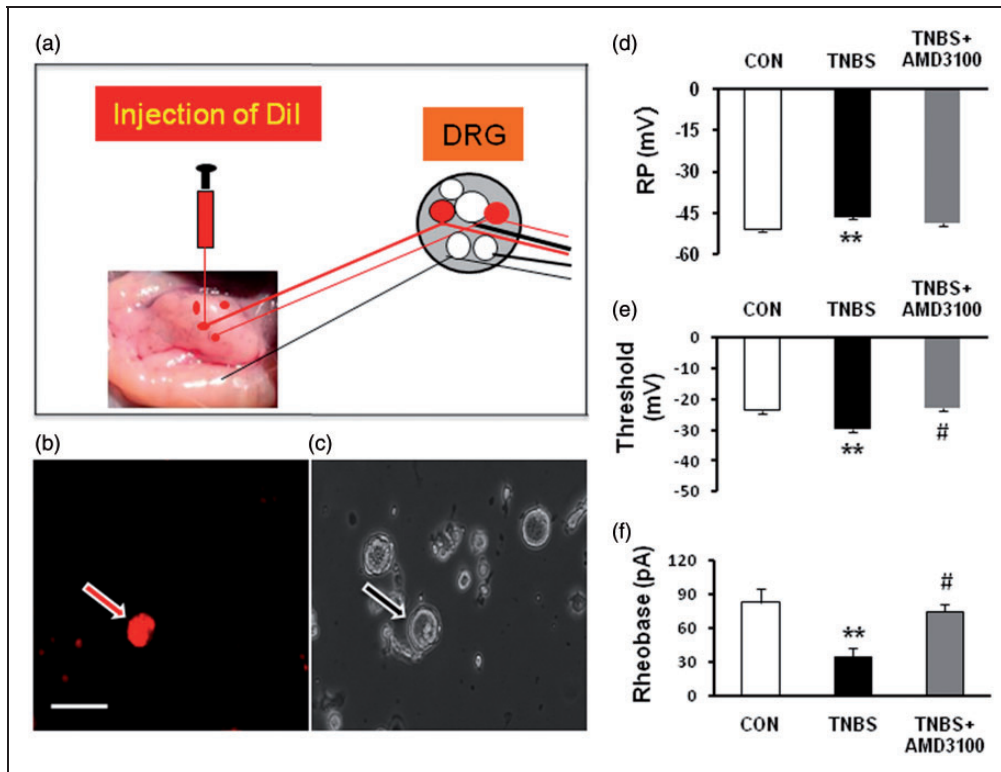 (a)
Injection of DiI
DRG
(b)
(c)
(d)
CON
TNBS
TNBS+
AMD3100
0
-15
-30
-45
-60
RP (mV)
**
(e)
CON
TNBS
TNBS+
AMD3100
0
-10
-20
-30
-40
-50
Threshold
(mV)
**
#
(f)
120
90
60
30
0
Rheobase (pA)
**
#
CON
TNBS
TNBS+
AMD3100